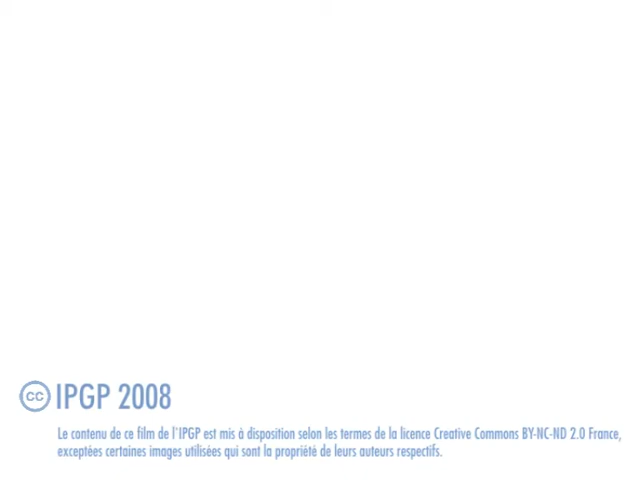 cc IPGP 2008
Le contenu de ce film de l'IPGP est mis à disposition selon les termes de la licence Creative Commons BY-NC-ND 2.0 France,
exceptées certaines images utilisées qui sont la propriété de leurs auteurs respectifs.